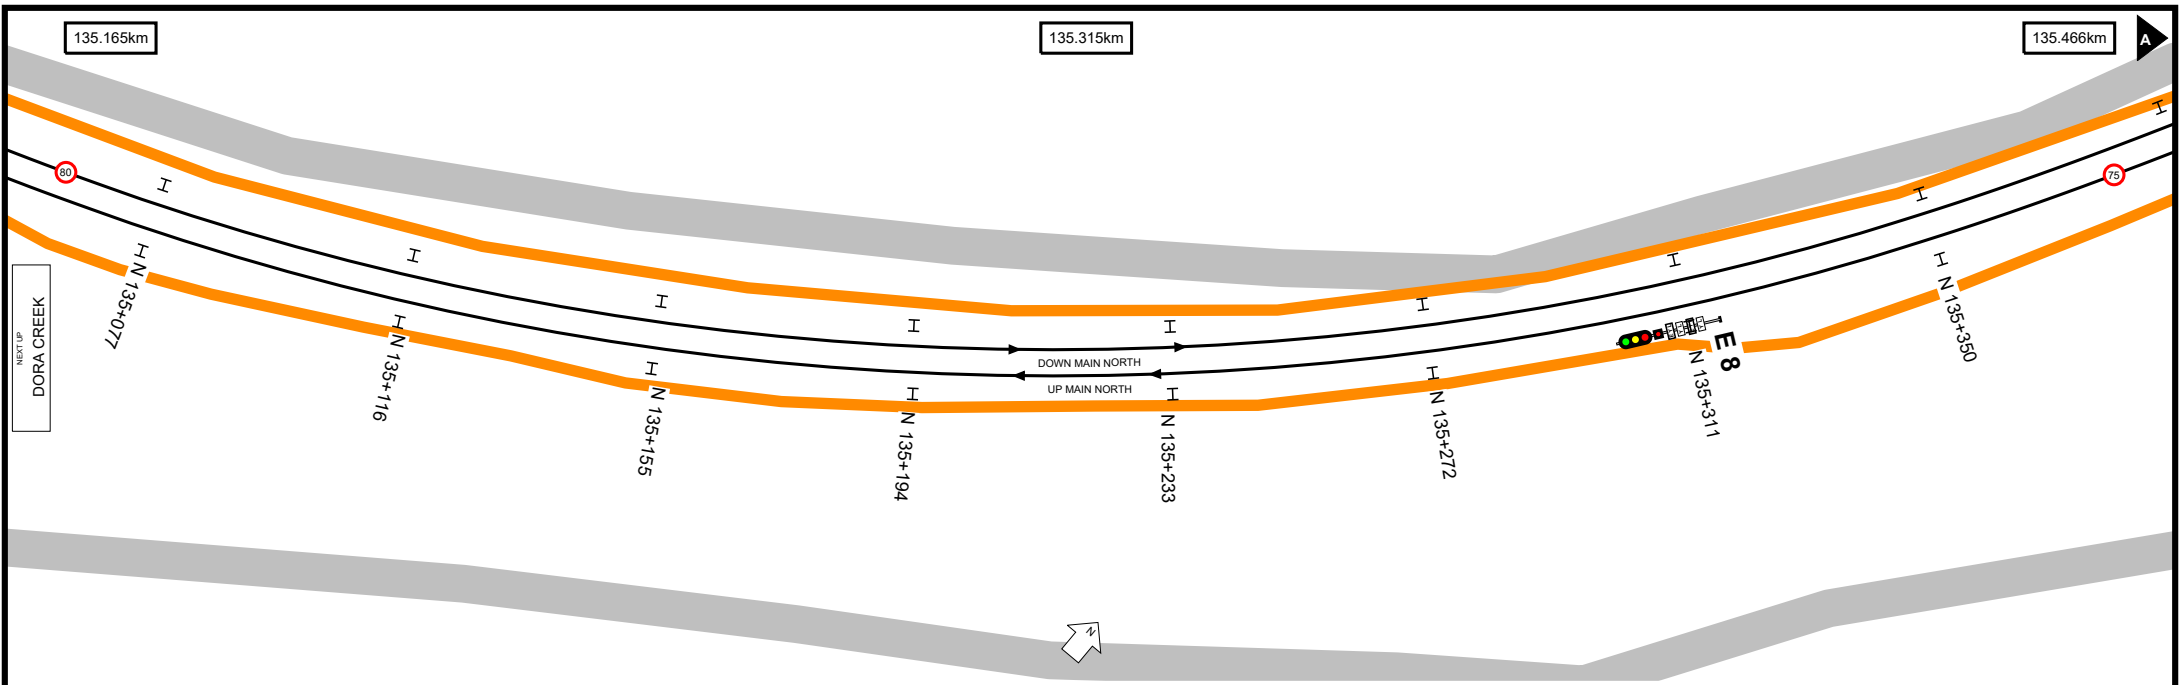 135.165km
135.315km
135.466km
A
80
75
NEXT UP
DORA CREEK
DOWN MAIN NORTH
UP MAIN NORTH
N 135+077
N 135+116
N 135+155
N 135+194
N 135+233
N 135+272
N 135+311
E 8
N 135+350
N